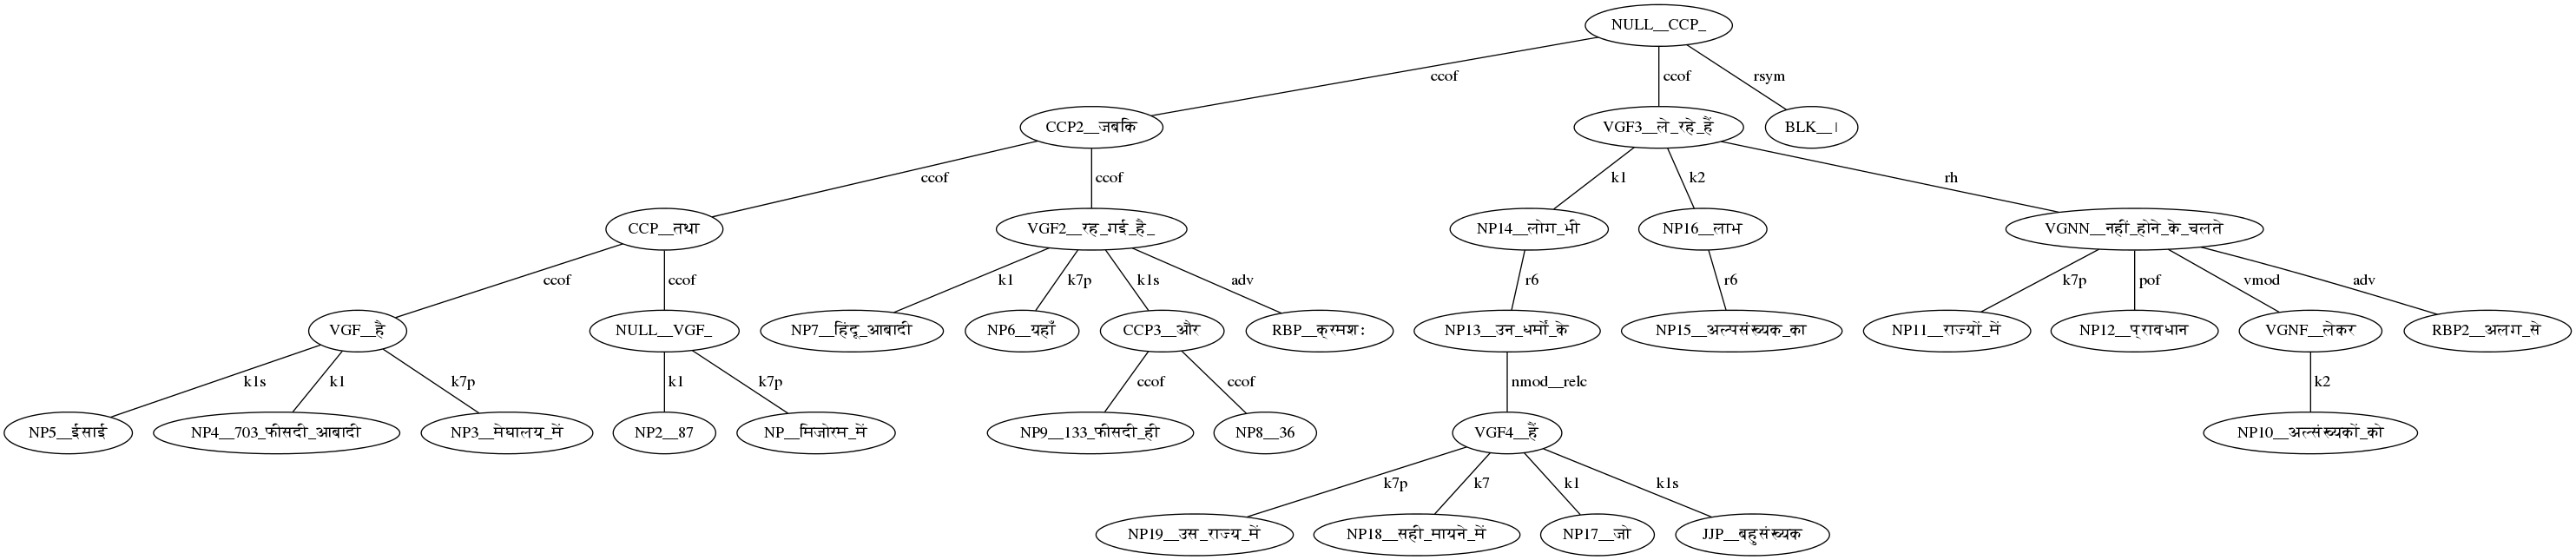 NULL__CCP_
ccof ccof rsym
CCP2__जबकि VGF3__ले_रहे_हैं BLK__।
ccof ccof k1 k2 rh
CCP__तथा VGF2__रह_गई_है_ NP14__लोग_भी NP16__लाभ VGNN__नहीं_होने_के_चलते
ccof ccof k1 k7p k1s adv r6 r6 k7p pof vmod adv
VGF__है NULL__VGF_ NP7__हिंदू_आबादी NP6__यहाँ CCP3__और RBP__क्रमश: NP13__उन_धर्मों_के NP15__अल्पसंख्यक_का NP11__राज्यों_में NP12__प्रावधान VGNF__लेकर RBP2__अलग_से
k1s k1 k7p k1 k7p ccof ccof nmod__relc k2
NP5__ईसाई NP4__703_फीसदी_आबादी NP3__मेघालय_में NP2__87 NP__मिजोरम_में NP9__133_फीसदी_ही NP8__36 VGF4__हैं NP10__अल्संख्यकों_को
k7p k7 k1 k1s
NP19__उस_राज्य_में NP18__सही_मायने_में NP17__जो JJP__बहुसंख्यक